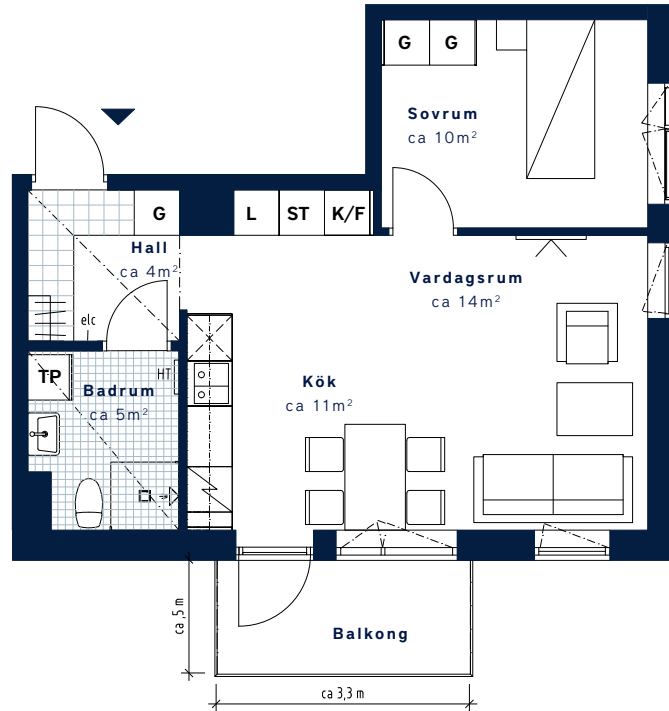 G G
Sovrum
ca 10m²
G
L ST K/F
Hall
ca 4m²
Vardagsrum
ca 14m²
elc
TP
HT
Badrum
ca 5m²
Kök
ca 11m²
ca ,5 m
Balkong
ca 3,3 m